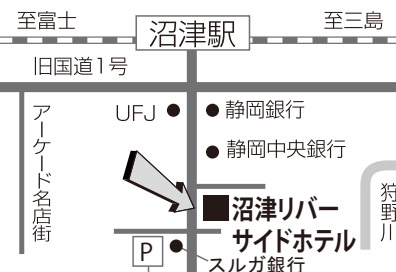 至富士
沼津駅
至三島
旧国道1号
UFJ
静岡銀行
静岡中央銀行
アーケード名店街
沼津リバー
サイドホテル
狩野川
P
スルガ銀行